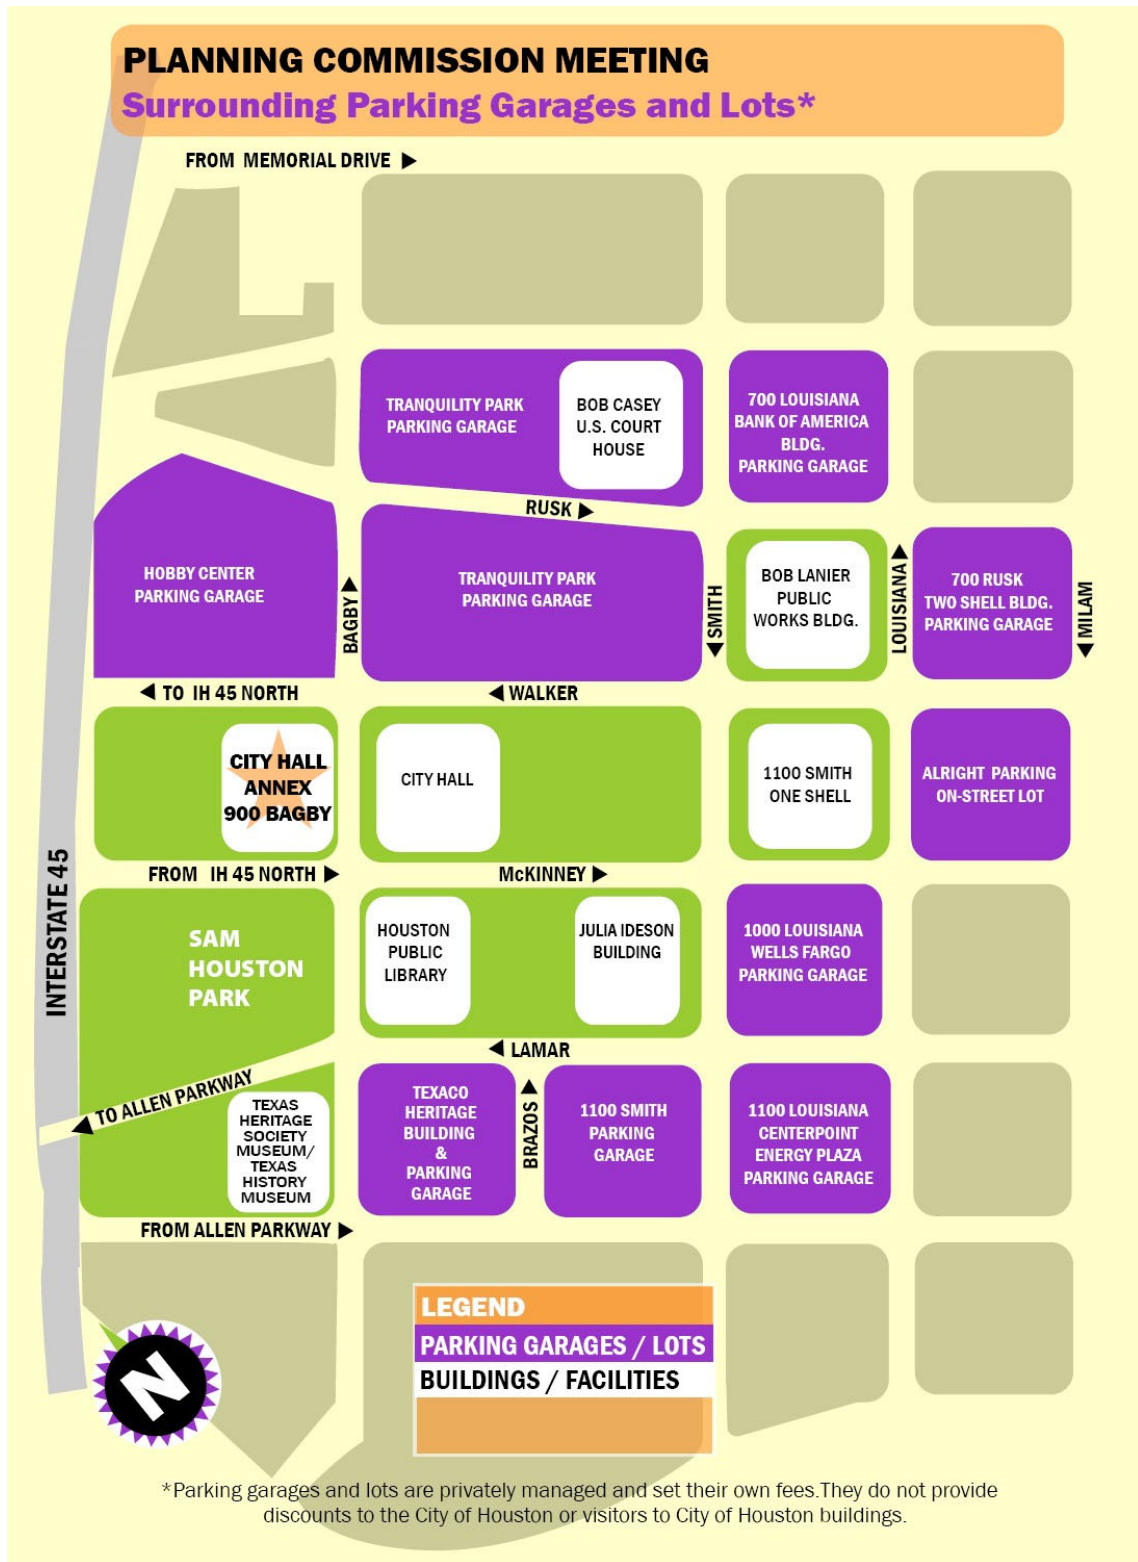 PLANNING COMMISSION MEETING
Surrounding Parking Garages and Lots*
FROM MEMORIAL DRIVE
TRANQUILITY PARK
PARKING GARAGE
BOB CASEY
U.S. COURT
HOUSE
700 LOUISIANA
BANK OF AMERICA
BLDG.
PARKING GARAGE
RUSK
HOBBY CENTER
PARKING GARAGE
BAGBY
TRANQUILITY PARK
PARKING GARAGE
SMITH
BOB LANIER
PUBLIC
WORKS BLDG.
LOUISIANA
700 RUSK
TWO SHELL BLDG.
PARKING GARAGE
MILAM
TO IH 45 NORTH
WALKER
CITY HALL
ANNEX
900 BAGBY
CITY HALL
1100 SMITH
ONE SHELL
ALRIGHT PARKING
ON-STREET LOT
INTERSTATE 45
FROM IH 45 NORTH
McKINNEY
SAM
HOUSTON
PARK
HOUSTON
PUBLIC
LIBRARY
JULIA IDESON
BUILDING
1000 LOUISIANA
WELLS FARGO
PARKING GARAGE
LAMAR
TO ALLEN PARKWAY
TEXAS
HERITAGE
SOCIETY
MUSEUM/
TEXAS
HISTORY
MUSEUM
TEXACO
HERITAGE
BUILDING
&
PARKING
GARAGE
BRAZOS
1100 SMITH
PARKING
GARAGE
1100 LOUISIANA
CENTERPOINT
ENERGY PLAZA
PARKING GARAGE
FROM ALLEN PARKWAY
LEGEND
PARKING GARAGES / LOTS
BUILDINGS / FACILITIES
N
*Parking garages and lots are privately managed and set their own fees.They do not provide
discounts to the City of Houston or visitors to City of Houston buildings.